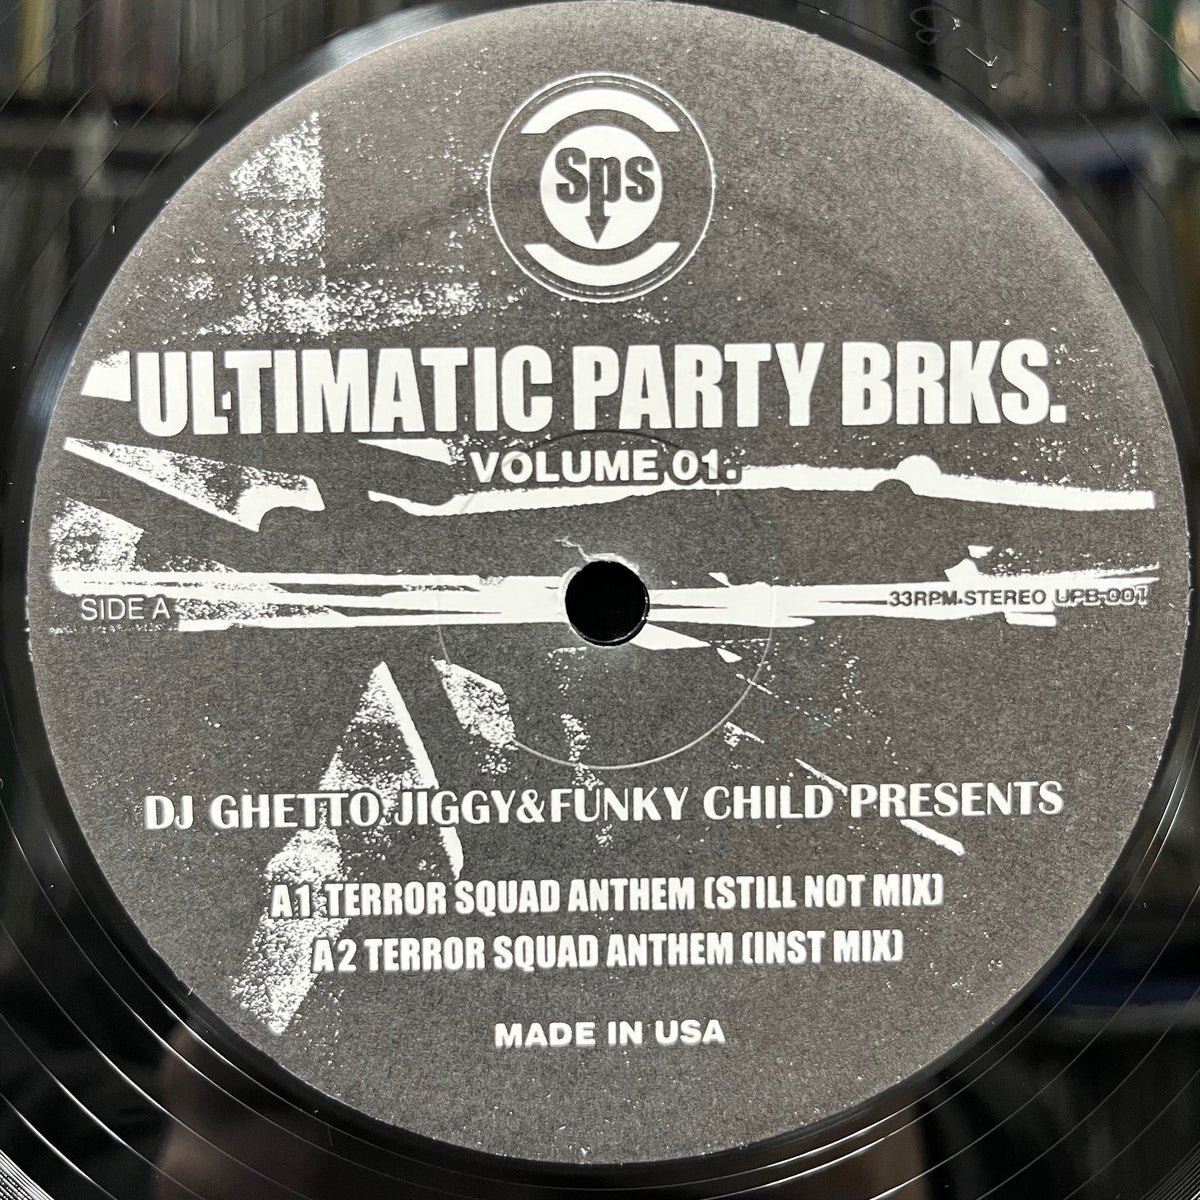 Sps
ULTIMATIC PARTY BRKS.
VOLUME 01.
SIDE A
33RPM.STEREO UPB-001
DJ GHETTO JIGGY&FUNKY CHILD PRESENTS
A1 TERROR SQUAD ANTHEM (STILL NOT MIX)
A2 TERROR SQUAD ANTHEM (INST MIX)
MADE IN USA